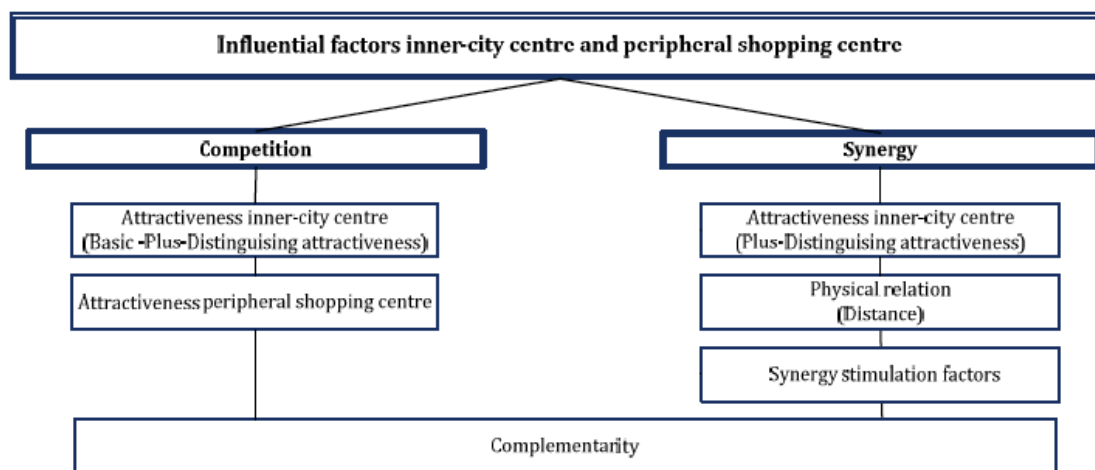 Influential factors inner-city centre and peripheral shopping centre
Competition
Attractiveness inner-city centre
(Basic -Plus-Distinguising attractiveness)
Attractiveness peripheral shopping centre
Synergy
Attractiveness inner-city centre
(Plus-Distinguising attractiveness)
Physical relation
(Distance)
Synergy stimulation factors
Complementarity